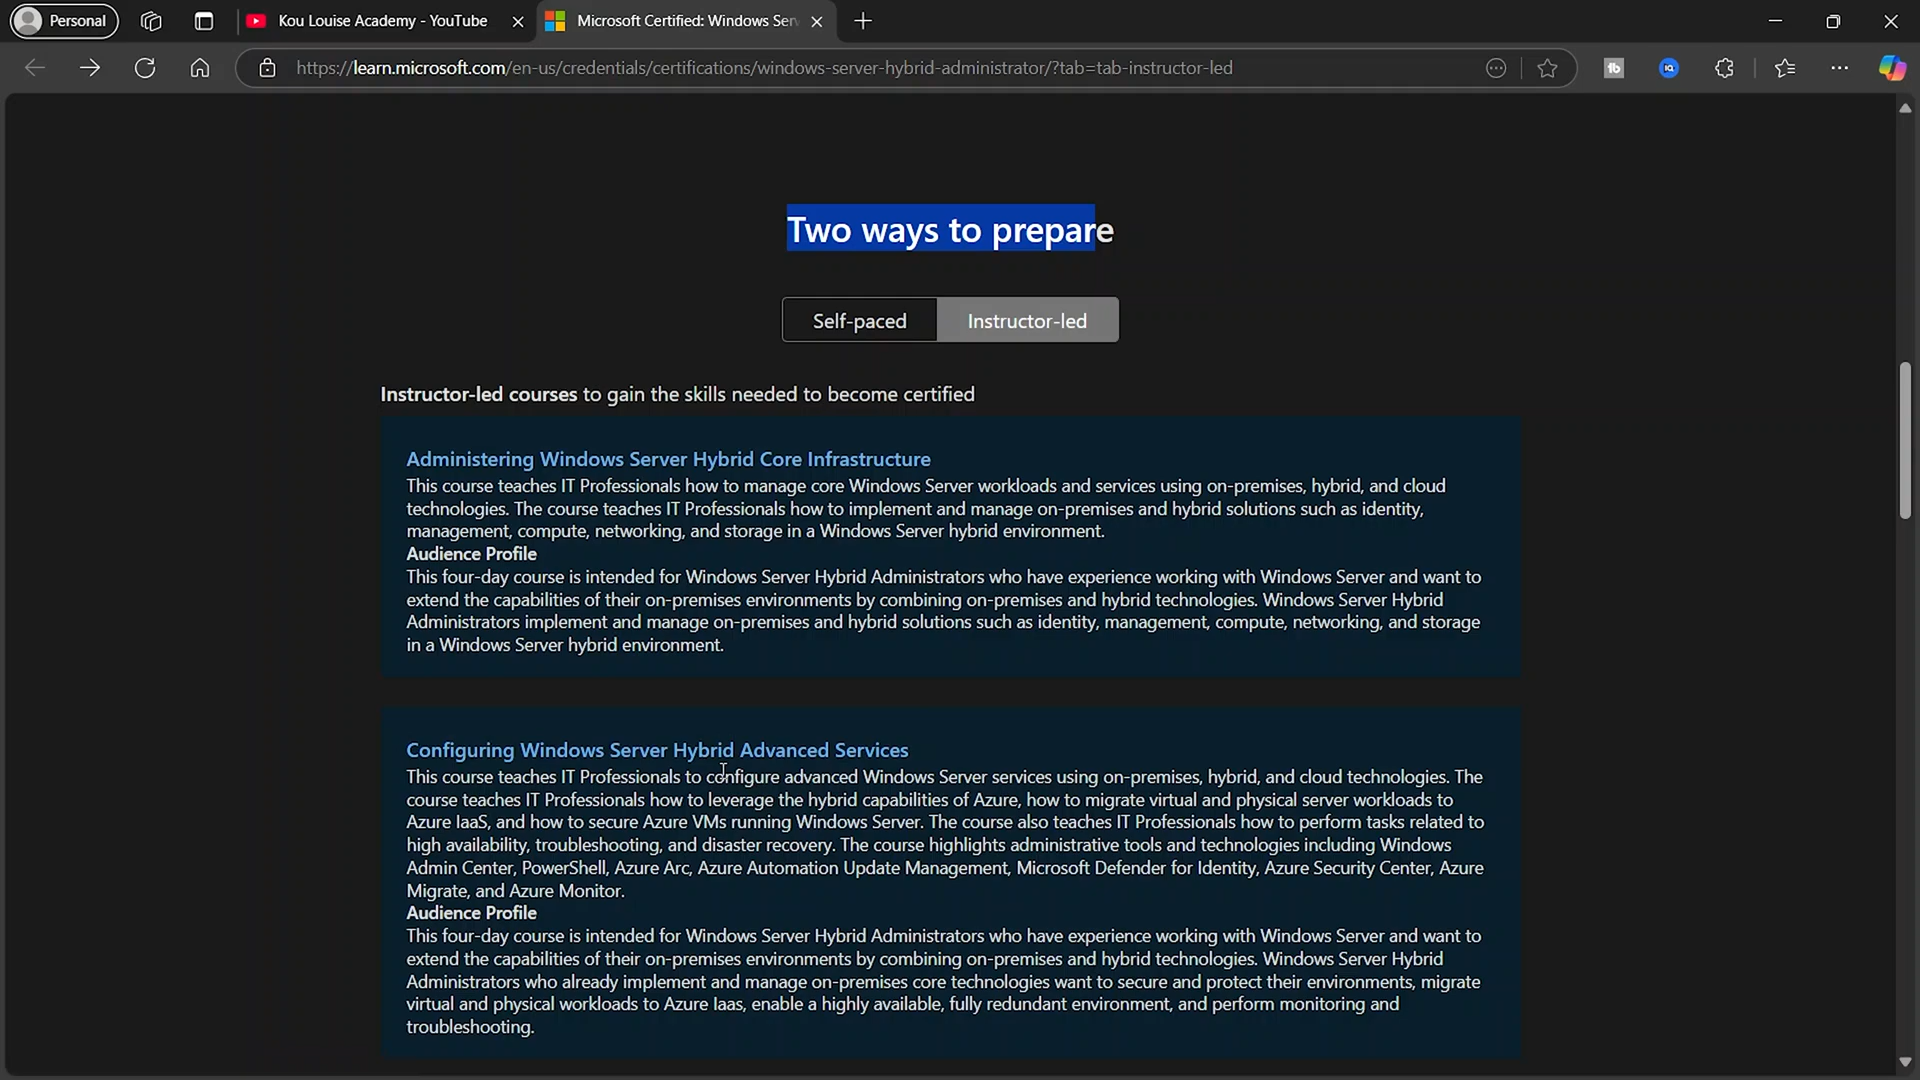 Personal
Kou Louise Academy - YouTube
Microsoft Certified: Windows Ser
https://learn.microsoft.com/en-us/credentials/certifications/windows-server-hybrid-administrator/?tab=tab-instructor-led
tb
IQ
Two ways to prepare
Self-paced
Instructor-led
Instructor-led courses to gain the skills needed to become certified
Administering Windows Server Hybrid Core Infrastructure
This course teaches IT Professionals how to manage core Windows Server workloads and services using on-premises, hybrid, and cloud
technologies. The course teaches IT Professionals how to implement and manage on-premises and hybrid solutions such as identity,
management, compute, networking, and storage in a Windows Server hybrid environment.
Audience Profile
This four-day course is intended for Windows Server Hybrid Administrators who have experience working with Windows Server and want to
extend the capabilities of their on-premises environments by combining on-premises and hybrid technologies. Windows Server Hybrid
Administrators implement and manage on-premises and hybrid solutions such as identity, management, compute, networking, and storage
in a Windows Server hybrid environment.
Configuring Windows Server Hybrid Advanced Services
This course teaches IT Professionals to configure advanced Windows Server services using on-premises, hybrid, and cloud technologies. The
course teaches IT Professionals how to leverage the hybrid capabilities of Azure, how to migrate virtual and physical server workloads to
Azure IaaS, and how to secure Azure VMs running Windows Server. The course also teaches IT Professionals how to perform tasks related to
high availability, troubleshooting, and disaster recovery. The course highlights administrative tools and technologies including Windows
Admin Center, PowerShell, Azure Arc, Azure Automation Update Management, Microsoft Defender for Identity, Azure Security Center, Azure
Migrate, and Azure Monitor.
Audience Profile
This four-day course is intended for Windows Server Hybrid Administrators who have experience working with Windows Server and want to
extend the capabilities of their on-premises environments by combining on-premises and hybrid technologies. Windows Server Hybrid
Administrators who already implement and manage on-premises core technologies want to secure and protect their environments, migrate
virtual and physical workloads to Azure Iaas, enable a highly available, fully redundant environment, and perform monitoring and
troubleshooting.